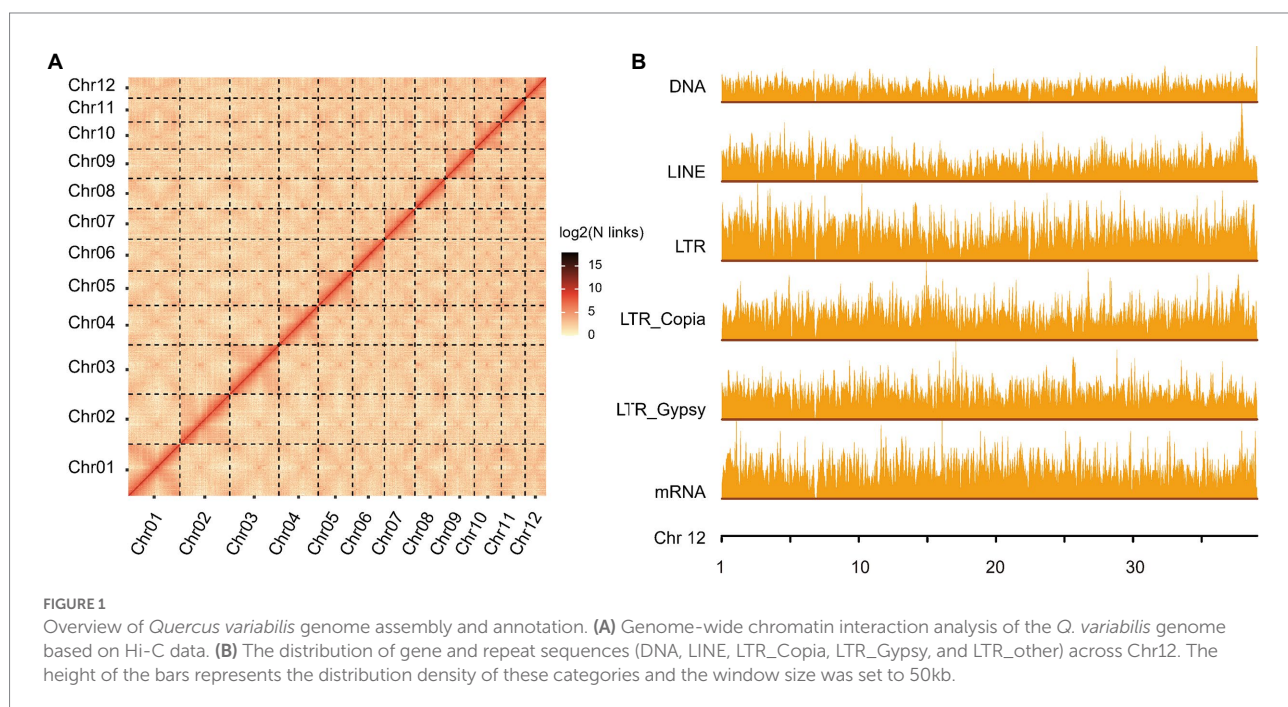 A
Chr12
Chr11
Chr10
Chr09
Chr08
Chr07
Chr06
Chr05
Chr04
Chr03
Chr02
Chr01
Chr01 Chr02 Chr03 Chr04 Chr05 Chr06 Chr07 Chr08 Chr09 Chr10 Chr11 Chr12
log2(N links)
15
10
5
0
B
DNA
LINE
LTR
LTR_Copia
LTR_Gypsy
mRNA
Chr 12
1 10 20 30
FIGURE 1
Overview of Quercus variabilis genome assembly and annotation. (A) Genome-wide chromatin interaction analysis of the Q. variabilis genome
based on Hi-C data. (B) The distribution of gene and repeat sequences (DNA, LINE, LTR_Copia, LTR_Gypsy, and LTR_other) across Chr12. The
height of the bars represents the distribution density of these categories and the window size was set to 50kb.